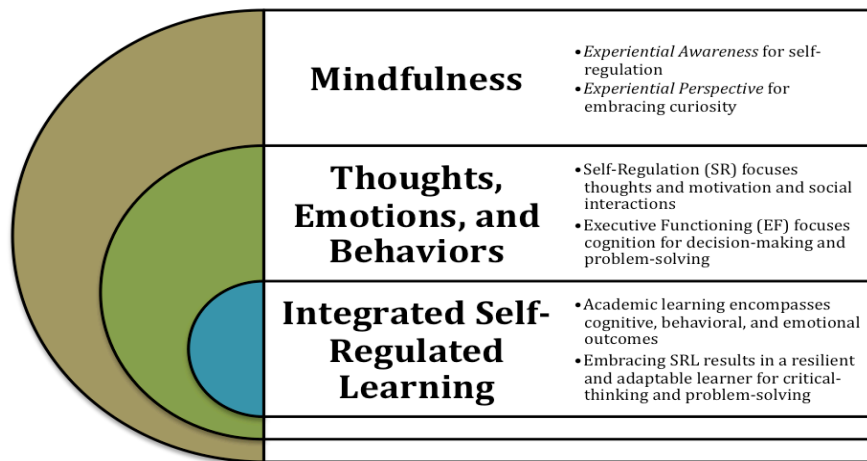 Mindfulness
•Experiential Awareness for self-
regulation
•Experiential Perspective for
embracing curiosity
Thoughts,
Emotions, and
Behaviors
•Self-Regulation (SR) focuses
thoughts and motivation and social
interactions
•Executive Functioning (EF) focuses
cognition for decision-making and
problem-solving
Integrated Self-
Regulated
Learning
•Academic learning encompasses
cognitive, behavioral, and emotional
outcomes
•Embracing SRL results in a resilient
and adaptable learner for critical-
thinking and problem-solving